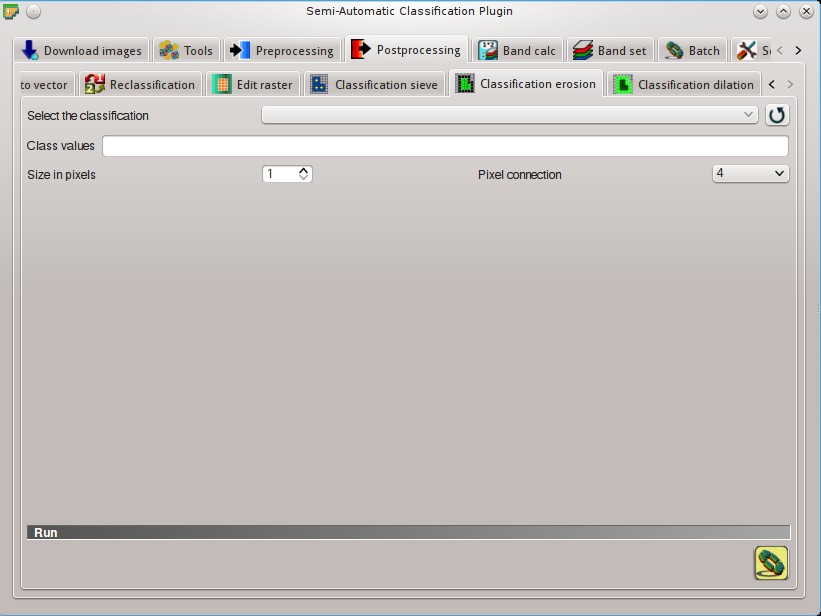 Semi-Automatic Classification Plugin
Download images Tools Preprocessing Postprocessing Band calc Band set Batch
to vector Reclassification Edit raster Classification sieve Classification erosion Classification dilation
Select the classification
Class values
Size in pixels 1 Pixel connection 4
Run